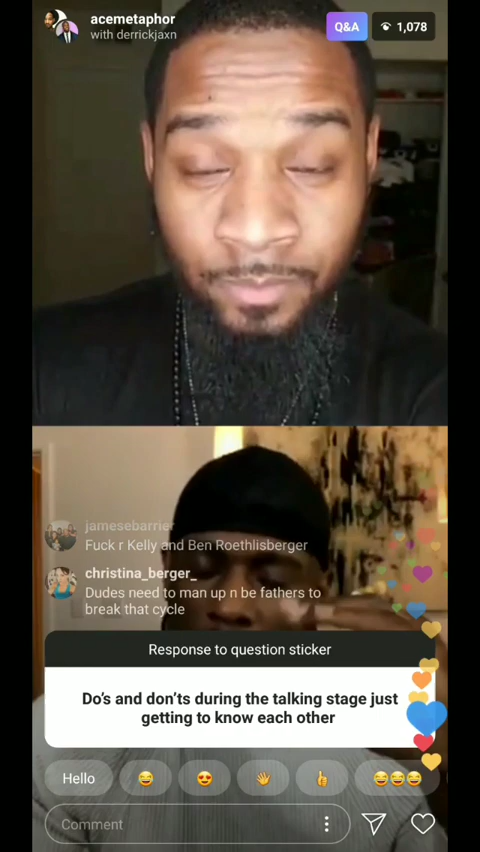 acemetaphor
with derrickjaxn
Q&A
1,078
jamesebarrier
Fuck r Kelly and Ben Roethlisberger
christina_berger_
Dudes need to man up n be fathers to
break that cycle
Response to question sticker
Do's and don'ts during the talking stage just
getting to know each other
Hello
Comment